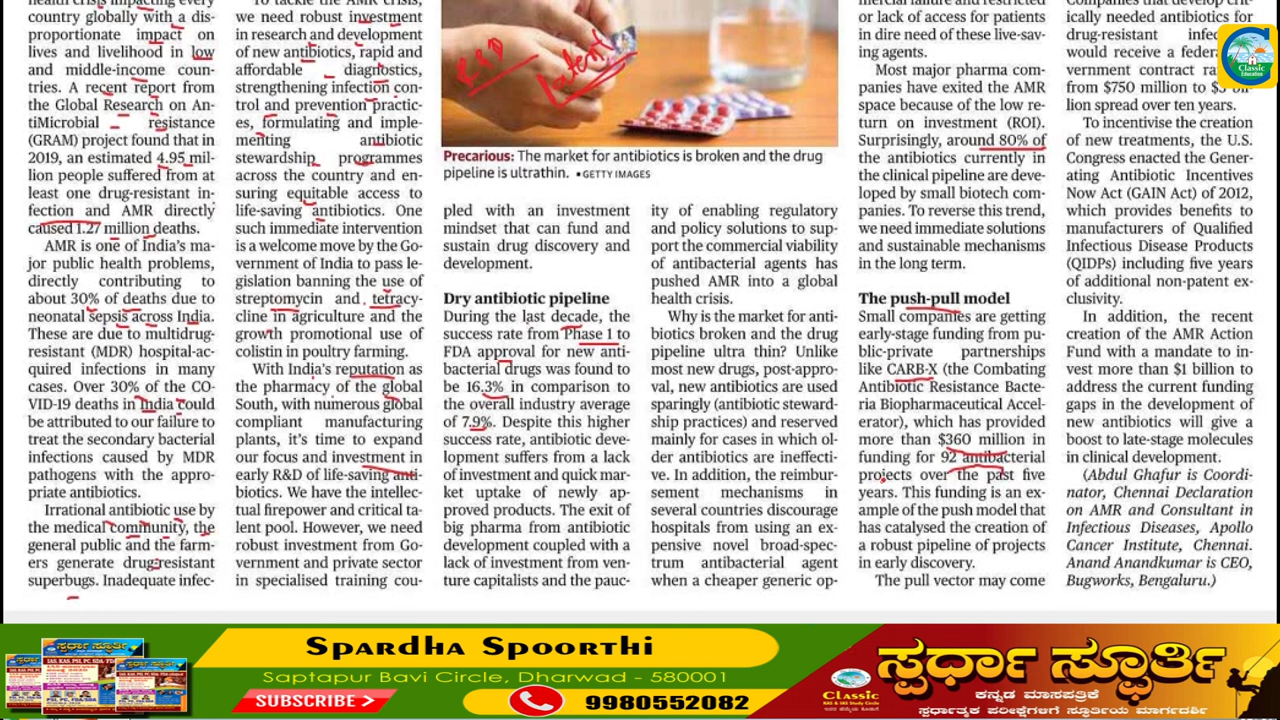 health crisis impacting every
country globally with a dis-
proportionate impact on
lives and livelihood in low
and middle-income coun-
tries. A recent report from
the Global Research on An-
tiMicrobial resistance
(GRAM) project found that in
2019, an estimated 4.95 mil-
lion people suffered from at
least one drug-resistant in-
fection and AMR directly
caused 1.27 million deaths.
AMR is one of India's ma-
jor public health problems,
directly contributing to
about 30% of deaths due to
neonatal sepsis across India.
These are due to multidrug-
resistant (MDR) hospital-ac-
quired infections in many
cases. Over 30% of the CO-
VID-19 deaths in India could
be attributed to our failure to
treat the secondary bacterial
infections caused by MDR
pathogens with the appro-
priate antibiotics.
Irrational antibiotic use by
the medical community, the
general public and the farm-
ers generate drug-resistant
superbugs. Inadequate infec-
To tackle the AMR crisis,
we need robust investment
in research and development
of new antibiotics, rapid and
affordable diagnostics,
strengthening infection con-
trol and prevention practic-
es, formulating and imple-
menting antibiotic
stewardship programmes
across the country and en-
suring equitable access to
life-saving antibiotics. One
such immediate intervention
is a welcome move by the Go-
vernment of India to pass le-
gislation banning the use of
streptomycin and tetracy-
cline in agriculture and the
growth promotional use of
colistin in poultry farming.
With India's reputation as
the pharmacy of the global
South, with numerous global
compliant manufacturing
plants, it's time to expand
our focus and investment in
early R&D of life-saving anti-
biotics. We have the intellec-
tual firepower and critical ta-
lent pool. However, we need
robust investment from Go-
vernment and private sector
in specialised training cou-
R&D
test
Precarious: The market for antibiotics is broken and the drug
pipeline is ultrathin. • GETTY IMAGES
pled with an investment
mindset that can fund and
sustain drug discovery and
development.
Dry antibiotic pipeline
During the last decade, the
success rate from Phase 1 to
FDA approval for new anti-
bacterial drugs was found to
be 16.3% in comparison to
the overall industry average
of 7.9%. Despite this higher
success rate, antibiotic deve-
lopment suffers from a lack
of investment and quick mar-
ket uptake of newly ap-
proved products. The exit of
big pharma from antibiotic
development coupled with a
lack of investment from ven-
ture capitalists and the pauc-
ity of enabling regulatory
and policy solutions to sup-
port the commercial viability
of antibacterial agents has
pushed AMR into a global
health crisis.
Why is the market for anti-
biotics broken and the drug
pipeline ultra thin? Unlike
most new drugs, post-appro-
val, new antibiotics are used
sparingly (antibiotic steward-
ship practices) and reserved
mainly for cases in which ol-
der antibiotics are ineffecti-
ve. In addition, the reimbur-
sement mechanisms in
several countries discourage
hospitals from using an ex-
pensive novel broad-spec-
trum antibacterial agent
when a cheaper generic op-
mercial failure and restricted
or lack of access for patients
in dire need of these live-sav-
ing agents.
Most major pharma com-
panies have exited the AMR
space because of the low re-
turn on investment (ROI).
Surprisingly, around 80% of
the antibiotics currently in
the clinical pipeline are deve-
loped by small biotech com-
panies. To reverse this trend,
we need immediate solutions
and sustainable mechanisms
in the long term.
The push-pull model
Small companies are getting
early-stage funding from pu-
blic-private partnerships
like CARB-X (the Combating
Antibiotic Resistance Bacte-
ria Biopharmaceutical Accel-
erator), which has provided
more than $360 million in
funding for 92 antibacterial
projects over the past five
years. This funding is an ex-
ample of the push model that
has catalysed the creation of
a robust pipeline of projects
in early discovery.
The pull vector may come
Companies that develop crit-
ically needed antibiotics for
drug-resistant infec
would receive a federa
vernment contract ra
from $750 million to $3
lion spread over ten years.
To incentivise the creation
of new treatments, the U.S.
Congress enacted the Gener-
ating Antibiotic Incentives
Now Act (GAIN Act) of 2012,
which provides benefits to
manufacturers of Qualified
Infectious Disease Products
(QIDPs) including five years
of additional non-patent ex-
clusivity.
In addition, the recent
creation of the AMR Action
Fund with a mandate to in-
vest more than $1 billion to
address the current funding
gaps in the development of
new antibiotics will give a
boost to late-stage molecules
in clinical development.
(Abdul Ghafur is Coordi-
nator, Chennai Declaration
on AMR and Consultant in
Infectious Diseases, Apollo
Cancer Institute, Chennai.
Anand Anandkumar is CEO,
Bugworks, Bengaluru.)
Classic
Education
Spardha Spoorthi
Saptapur Bavi Circle, Dharwad - 580001
SUBSCRIBE
9980552082
Classic
KAS & IAS Study Circle
ಸ್ಪರ್ಧಾ ಸ್ಫೂರ್ತಿ
ಕನ್ನಡ ಮಾಸಪತ್ರಿಕೆ
ಸ್ಪರ್ಧಾತ್ಮಕ ಪರೀಕ್ಷೆಗಳಿಗೆ ಸ್ಫೂರ್ತಿಯ ಮಾರ್ಗದರ್ಶಿ